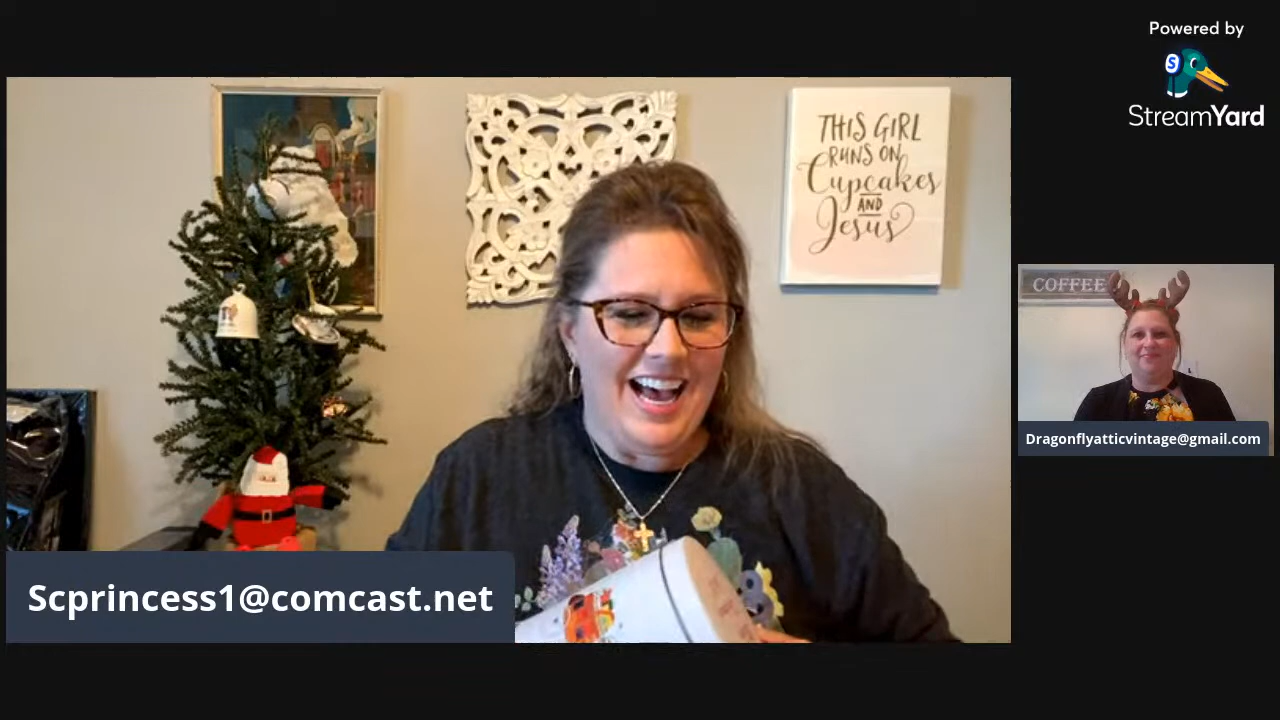 Powered by
S
StreamYard
THIS GIRL
RUNS ON
Cupcakes
AND
Jesus
COFFEE
Dragonflyatticvintage@gmail.com
Scprincess1@comcast.net